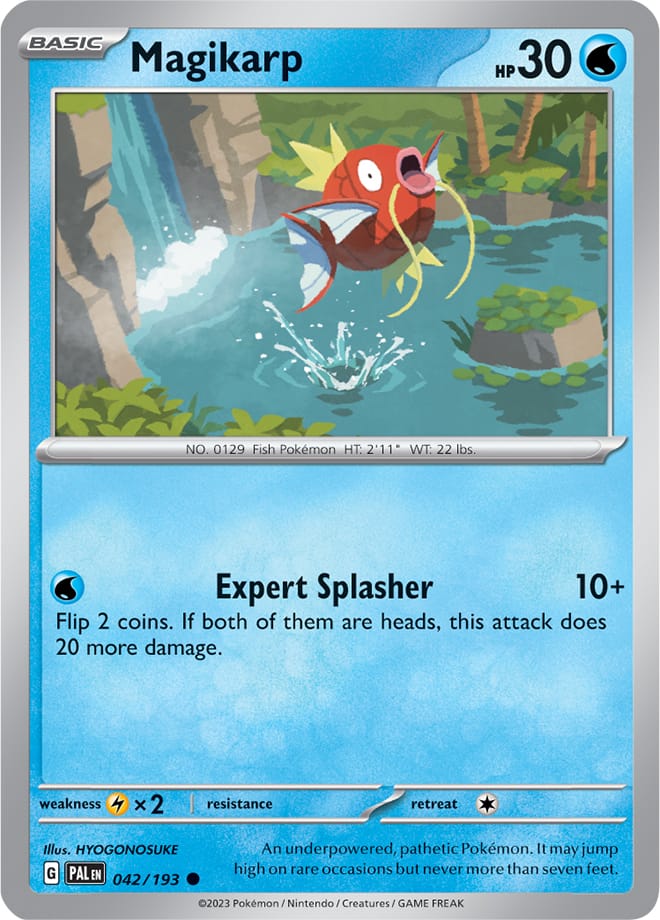 BASIC
Magikarp
HP 30
NO. 0129 Fish Pokémon HT: 2'11" WT: 22 lbs.
Expert Splasher 10+
Flip 2 coins. If both of them are heads, this attack does
20 more damage.
weakness ×2 resistance retreat
Illus. HYOGONOSUKE
An underpowered, pathetic Pokémon. It may jump
high on rare occasions but never more than seven feet.
G PAL EN 042/193
©2023 Pokémon / Nintendo / Creatures / GAME FREAK